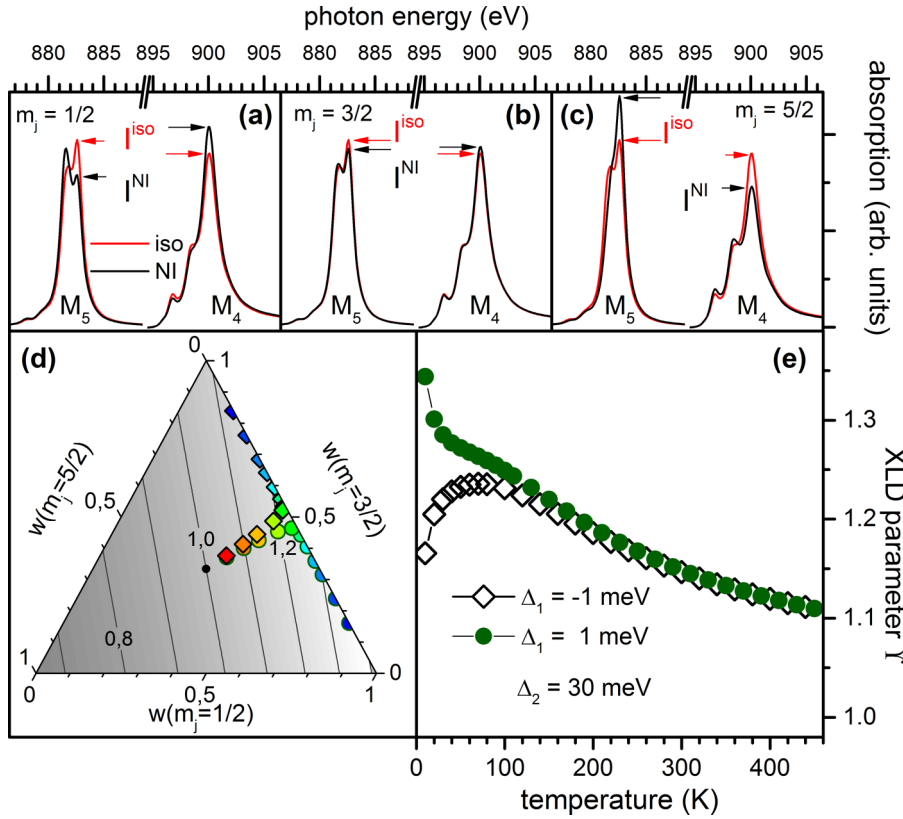 photon energy (eV)
880 885 895 900 905
880 885 895 900 905
880 885 895 900 905
m_j = 1/2 (a)
I^iso
I^NI
iso
NI
M_5 M_4
m_j = 3/2 (b)
I^iso
I^NI
M_5 M_4
(c) m_j = 5/2
I^iso
I^NI
M_5 M_4
absorption (arb. units)
(d)
0 1
w(m_j=5/2)
w(m_j=3/2)
0,5 0,5
1,0 1,2
0,8
1 0
0 0,5 1
w(m_j=1/2)
(e)
1.3
1.2
1.1
1.0
XLD parameter ϒ
Δ_1 = -1 meV
Δ_1 = 1 meV
Δ_2 = 30 meV
0 100 200 300 400
temperature (K)